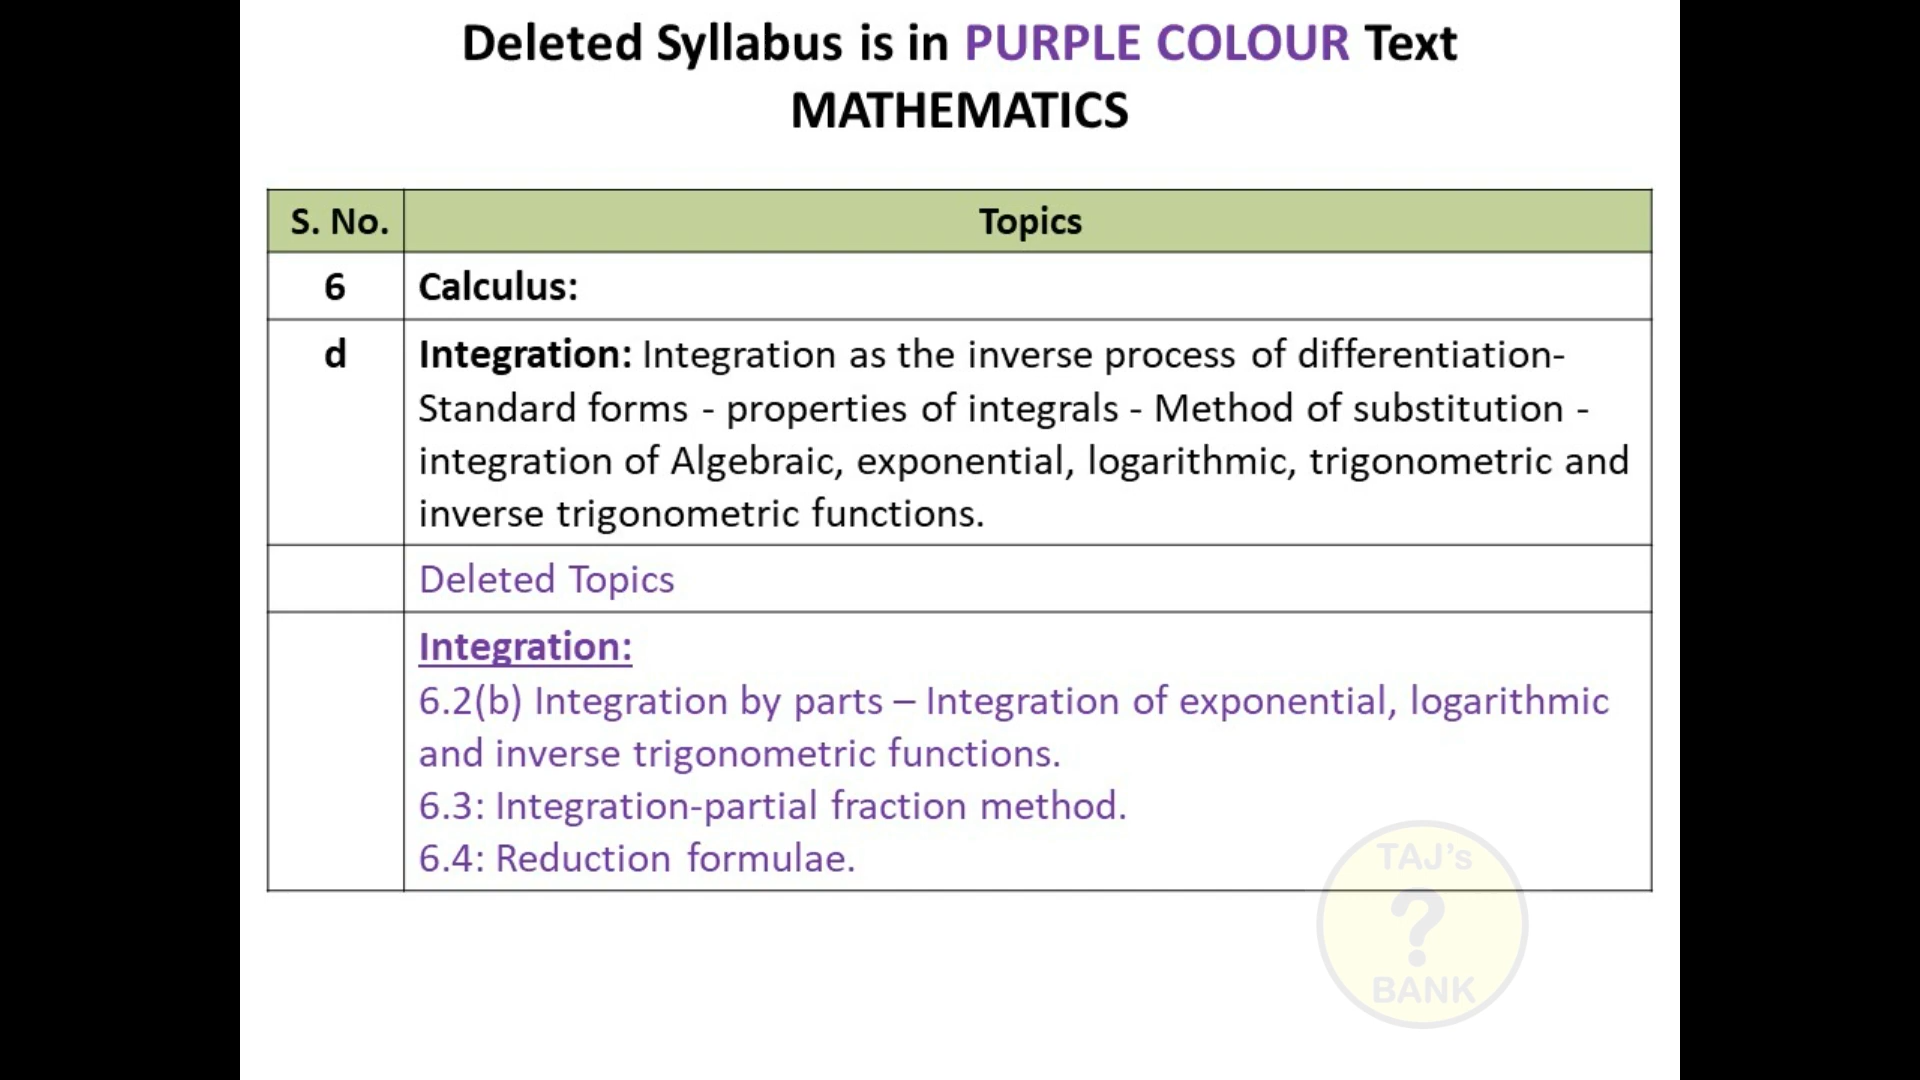 Deleted Syllabus is in PURPLE COLOUR Text
MATHEMATICS
S. No. Topics
6 Calculus:
d Integration: Integration as the inverse process of differentiation-
Standard forms - properties of integrals - Method of substitution -
integration of Algebraic, exponential, logarithmic, trigonometric and
inverse trigonometric functions.
Deleted Topics
Integration:
6.2(b) Integration by parts – Integration of exponential, logarithmic
and inverse trigonometric functions.
6.3: Integration-partial fraction method.
6.4: Reduction formulae.
TAJ's
?
BANK